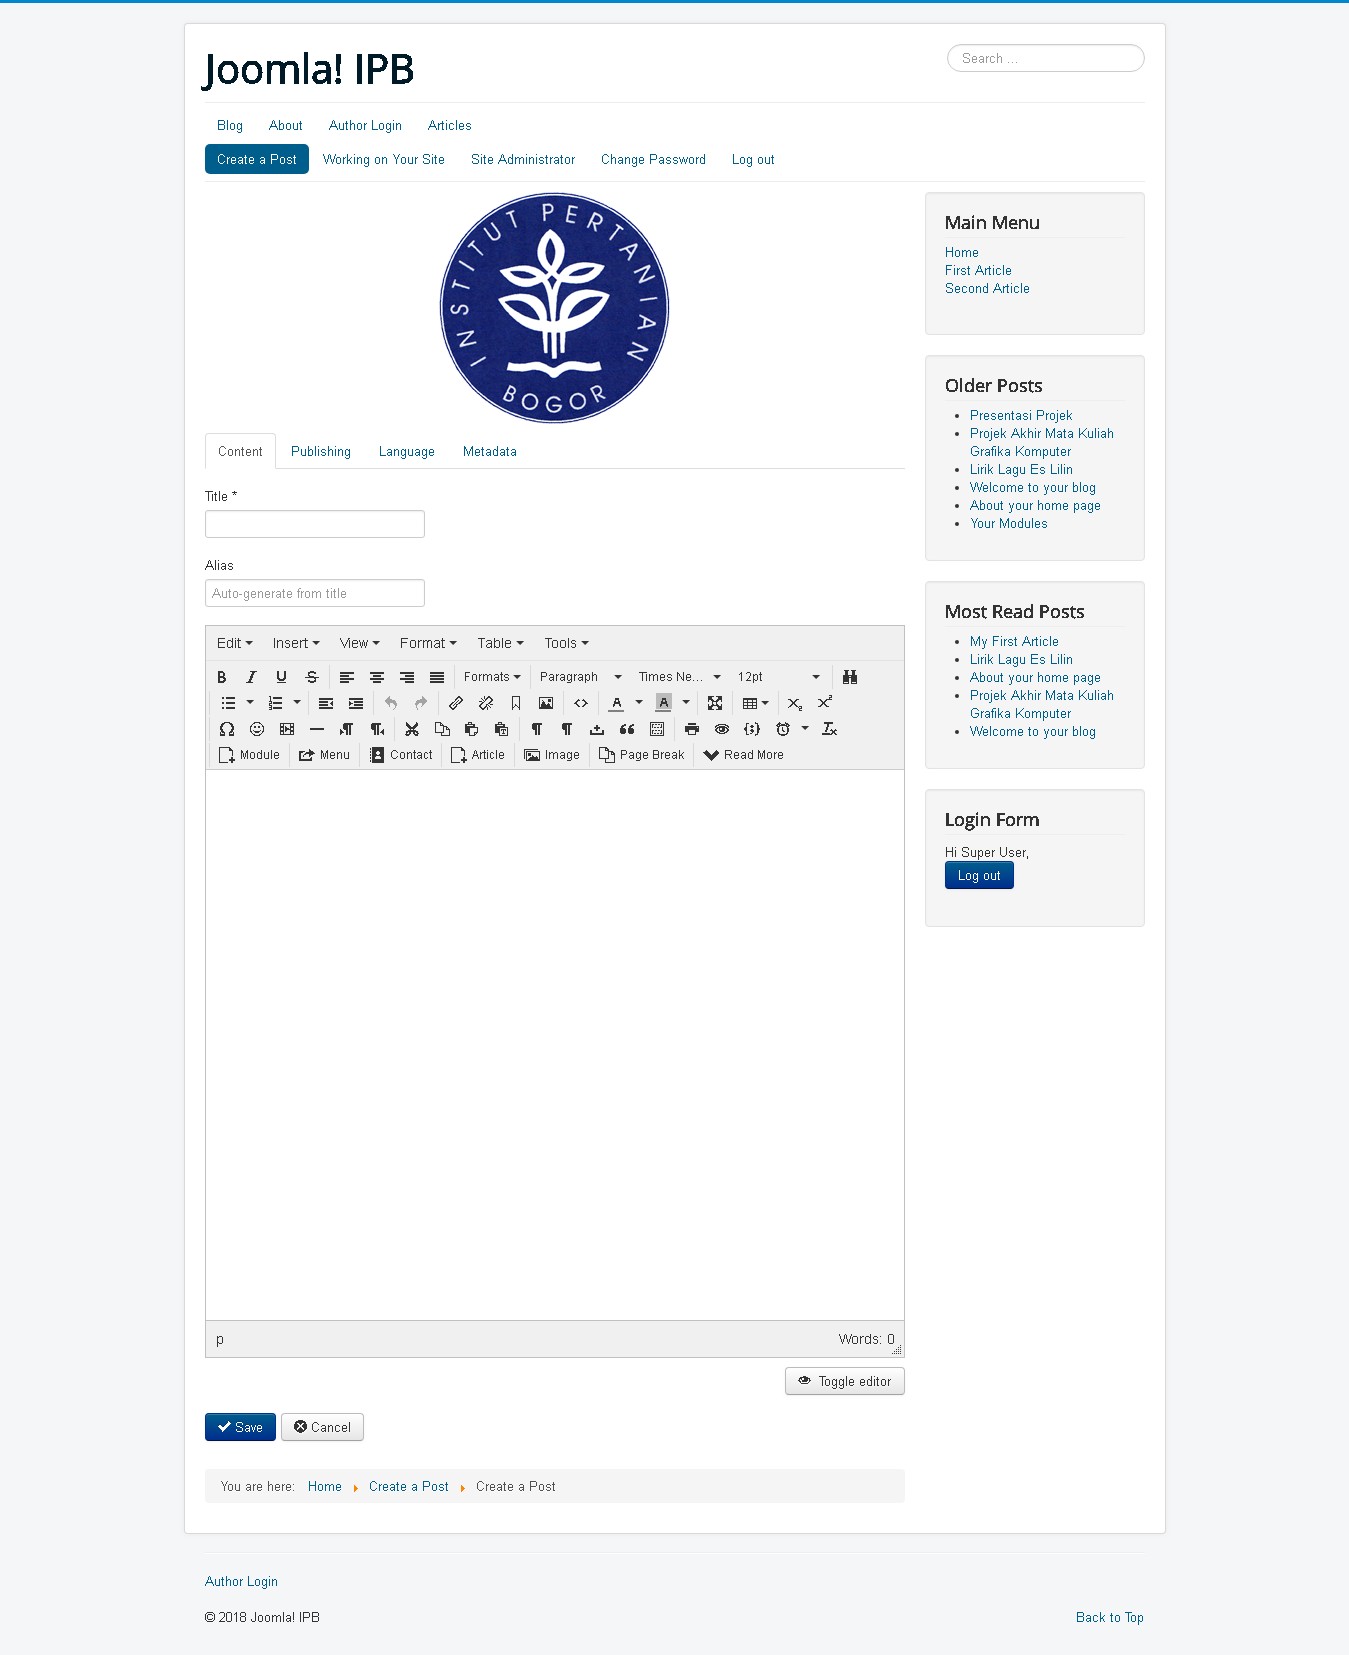 Joomla! IPB
Search ...
Blog About Author Login Articles
Create a Post Working on Your Site Site Administrator Change Password Log out
INSTITUT PERTANIAN
BOGOR
Content Publishing Language Metadata
Title *
Alias
Auto-generate from title
Edit Insert View Format Table Tools
B I U S Formats Paragraph Times Ne... 12pt
A A
Module Menu Contact Article Image Page Break Read More
p Words: 0
Toggle editor
Save Cancel
You are here: Home Create a Post Create a Post
Main Menu
Home
First Article
Second Article
Older Posts
Presentasi Projek
Projek Akhir Mata Kuliah
Grafika Komputer
Lirik Lagu Es Lilin
Welcome to your blog
About your home page
Your Modules
Most Read Posts
My First Article
Lirik Lagu Es Lilin
About your home page
Projek Akhir Mata Kuliah
Grafika Komputer
Welcome to your blog
Login Form
Hi Super User,
Log out
Author Login
© 2018 Joomla! IPB Back to Top